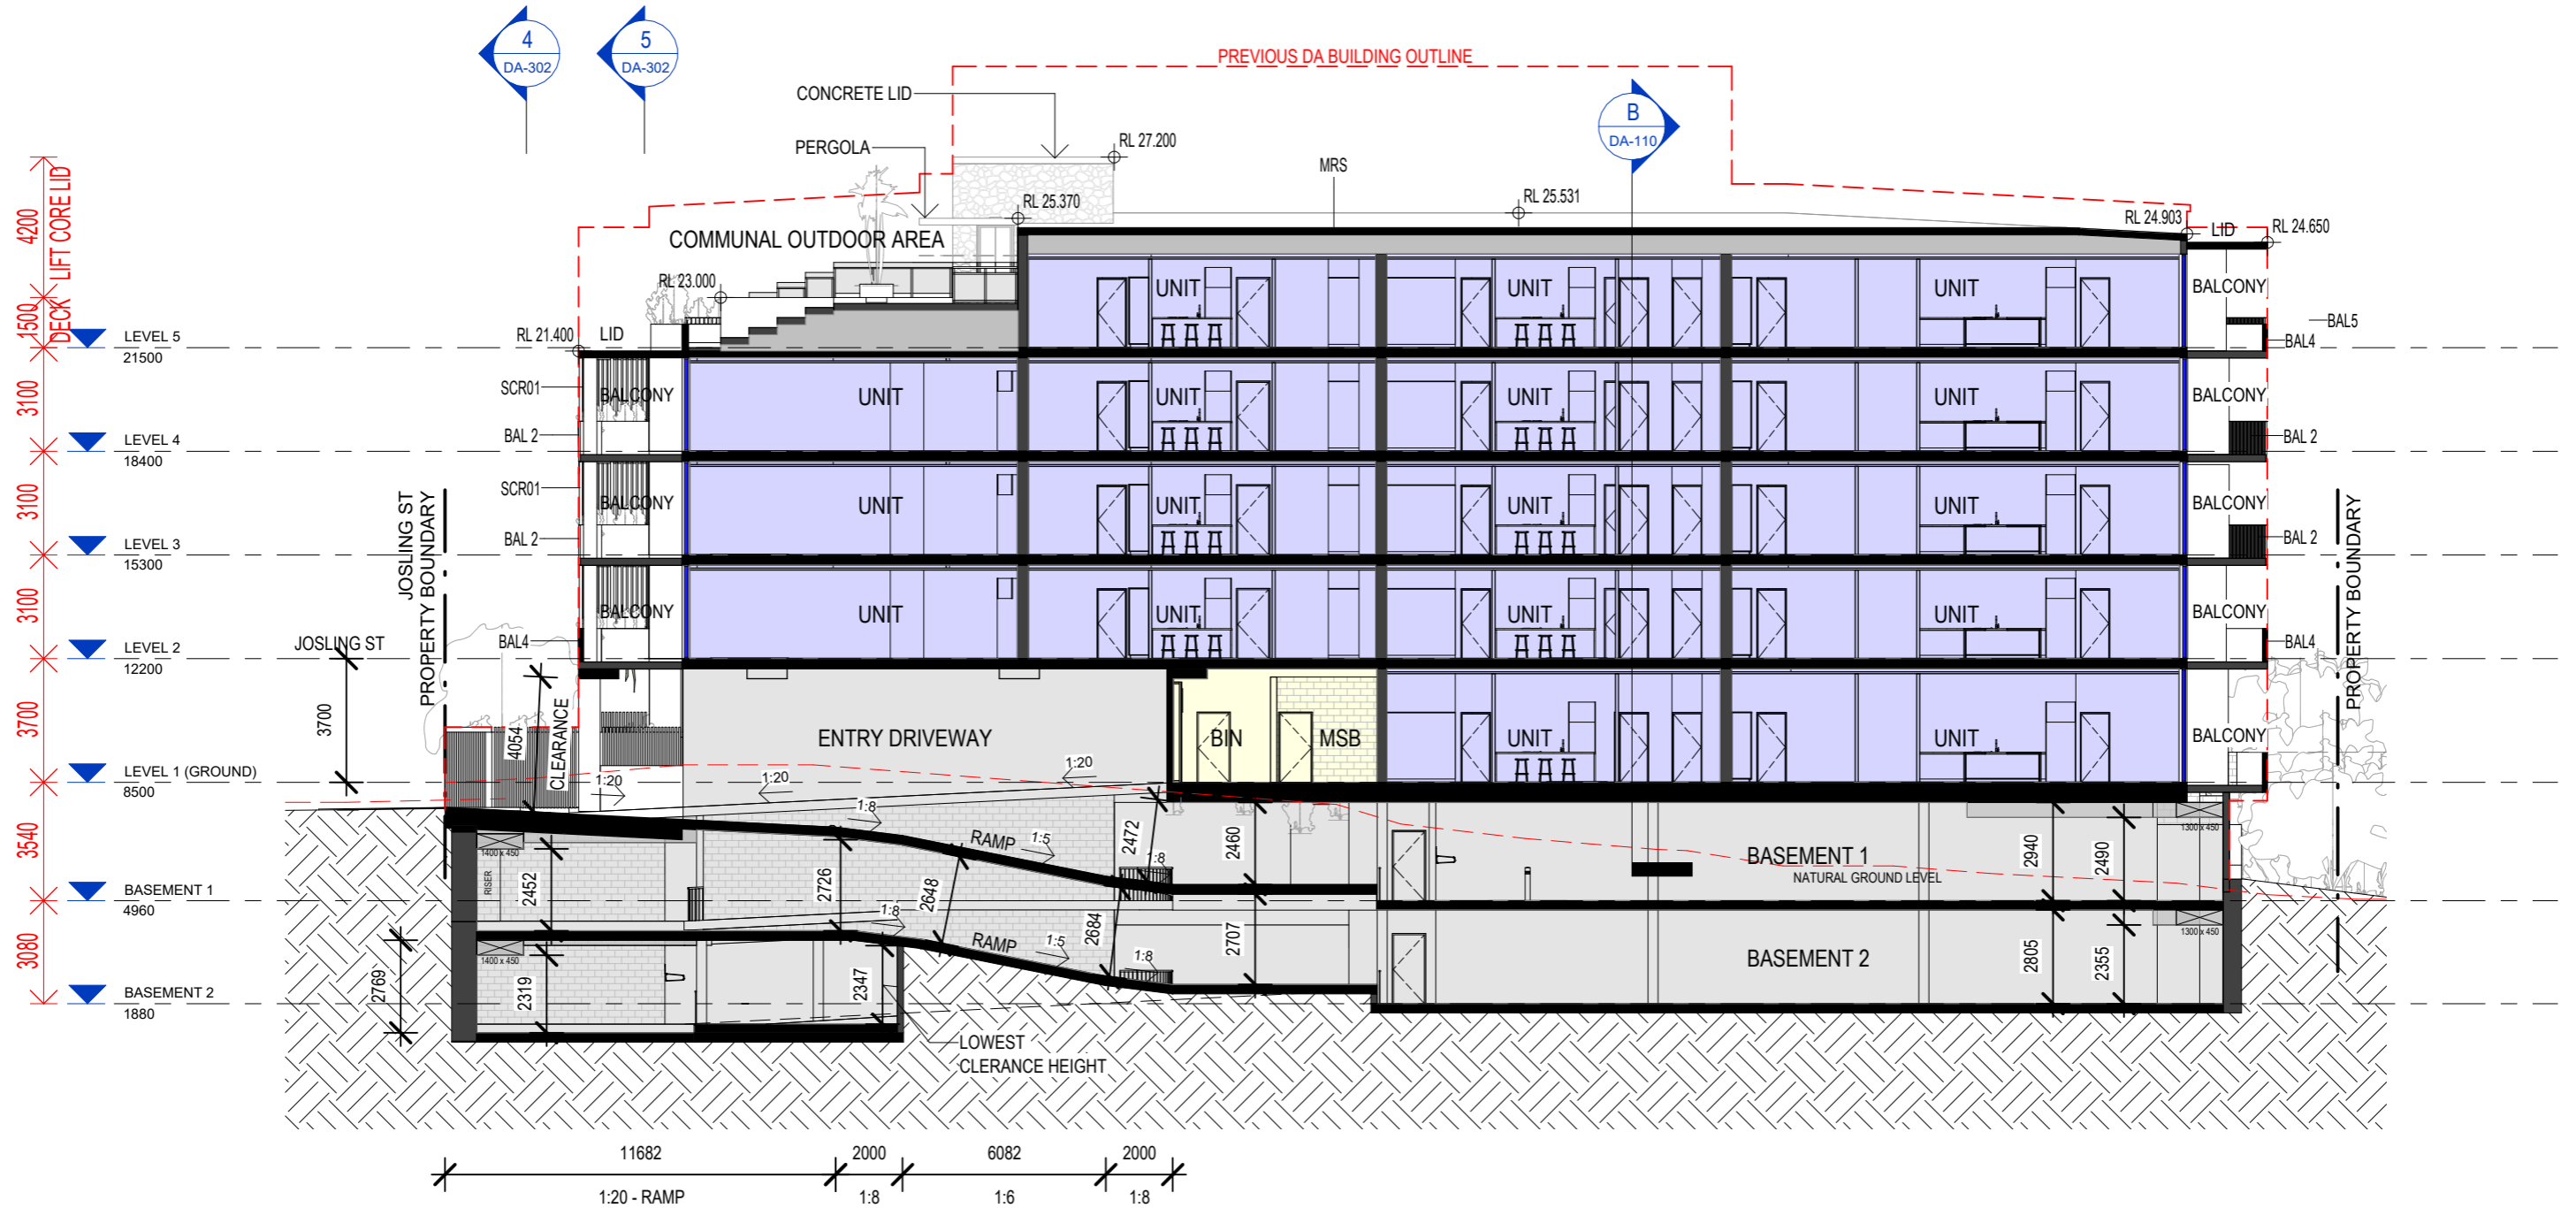 4
DA-302
5
DA-302
PREVIOUS DA BUILDING OUTLINE
CONCRETE LID
B
DA-110
PERGOLA
RL 27.200
MRS
RL 25.370
RL 25.531
RL 24.903
LID
RL 24.650
COMMUNAL OUTDOOR AREA
RL 23.000
4200
LIFT CORE LID
1500
DECK
UNIT
UNIT
UNIT
BALCONY
BAL5
BAL4
LEVEL 5
21500
RL 21.400
LID
3100
SCR01
BALCONY
UNIT
UNIT
UNIT
UNIT
BALCONY
BAL 2
BAL 2
LEVEL 4
18400
3100
SCR01
BALCONY
UNIT
UNIT
UNIT
UNIT
BALCONY
BAL 2
BAL 2
LEVEL 3
15300
JOSLING ST
PROPERTY BOUNDARY
PROPERTY BOUNDARY
3100
BALCONY
UNIT
UNIT
UNIT
UNIT
BALCONY
BAL4
BAL4
JOSLING ST
LEVEL 2
12200
3700
3700
4054
CLEARANCE
ENTRY DRIVEWAY
BIN
MSB
UNIT
UNIT
BALCONY
LEVEL 1 (GROUND)
8500
1:20
1:20
1:20
1:8
3540
1400 x 450
RISER
2452
2726
RAMP
1:5
2648
2472
1:8
2460
BASEMENT 1
NATURAL GROUND LEVEL
2940
2490
1300 x 450
BASEMENT 1
4960
1:8
3080
2769
1400 x 450
2319
2347
RAMP
1:5
2684
1:8
2707
BASEMENT 2
2805
2355
1300 x 450
BASEMENT 2
1880
LOWEST
CLERANCE HEIGHT
11682
2000
6082
2000
1:20 - RAMP
1:8
1:6
1:8